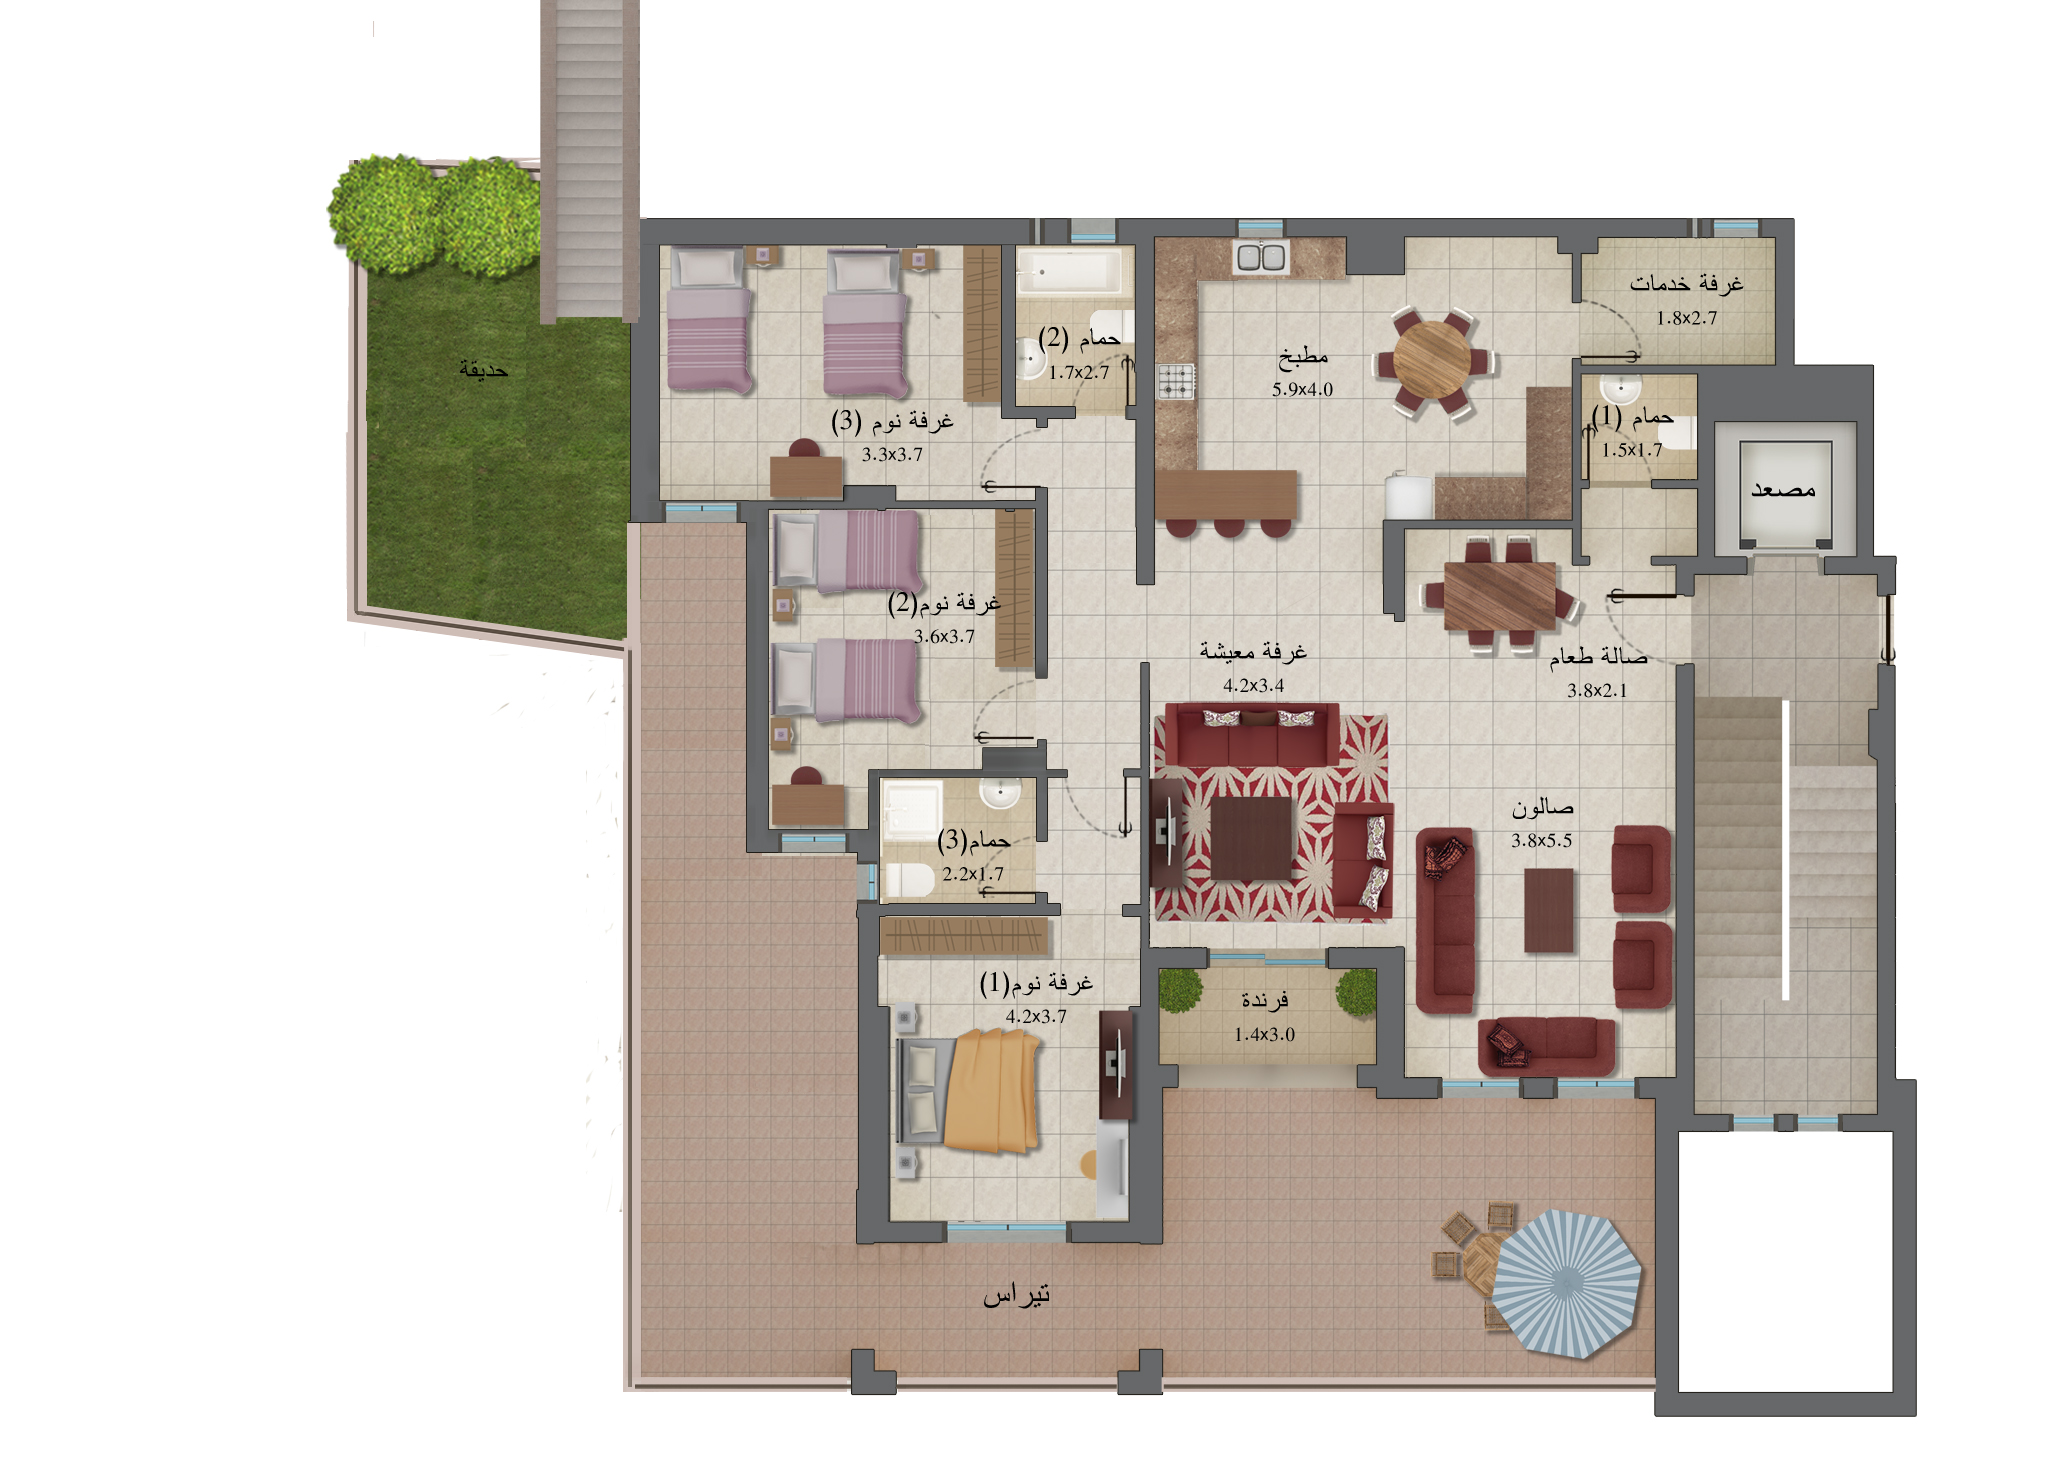 غرفة خدمات
1.8x2.7
حمام (2)
1.7x2.7
مطبخ
5.9x4.0
حديقة
حمام (1)
1.5x1.7
غرفة نوم (3)
3.3x3.7
مصعد
غرفة نوم(2)
3.6x3.7
غرفة معيشة
4.2x3.4
صالة طعام
3.8x2.1
صالون
3.8x5.5
حمام(3)
2.2x1.7
غرفة نوم(1)
4.2x3.7
فرندة
1.4x3.0
تيراس